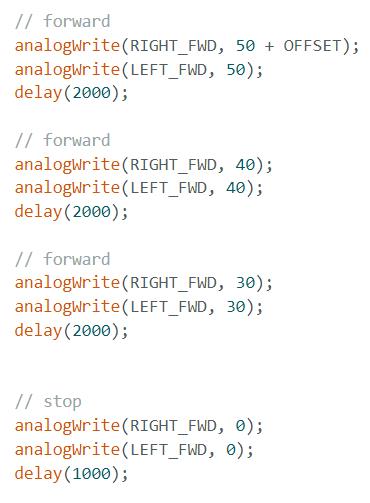 // forward
analogWrite(RIGHT_FWD, 50 + OFFSET);
analogWrite(LEFT_FWD, 50);
delay(2000);

// forward
analogWrite(RIGHT_FWD, 40);
analogWrite(LEFT_FWD, 40);
delay(2000);

// forward
analogWrite(RIGHT_FWD, 30);
analogWrite(LEFT_FWD, 30);
delay(2000);

// stop
analogWrite(RIGHT_FWD, 0);
analogWrite(LEFT_FWD, 0);
delay(1000);